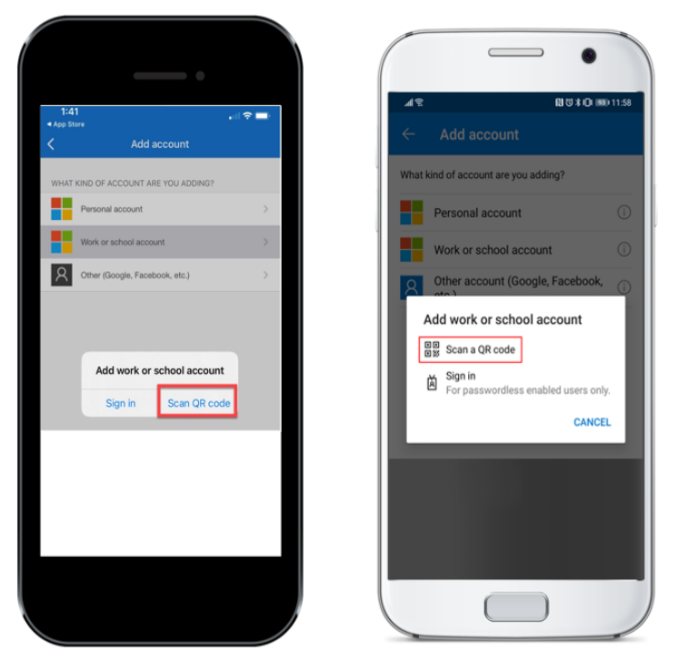 1:41
App Store
Add account
WHAT KIND OF ACCOUNT ARE YOU ADDING?
Personal account
Work or school account
Other (Google, Facebook, etc.)
Add work or school account
Sign in
Scan QR code
11:58
Add account
What kind of account are you adding?
Personal account
Work or school account
Other account (Google, Facebook,
etc.)
Add work or school account
Scan a QR code
Sign in
For passwordless enabled users only.
CANCEL